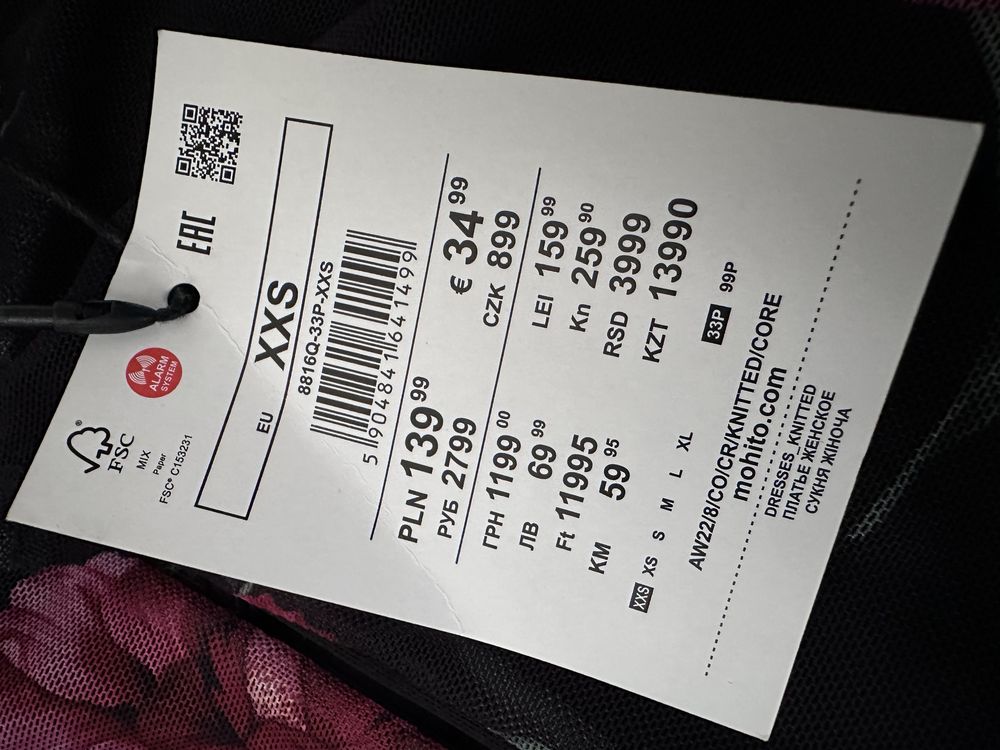 FSC®
MIX
Paper
FSC® C153231
ALARM
SYSTEM
EAC
EU XXS
8816Q-33P-XXS
5 904841 641499
PLN 139 99 € 34 99
РУБ 2799 CZK 899
ГРН 1199 00 LEI 159 99
ЛВ 69 99 Kn 259 90
Ft 11995 RSD 3999
KM 59 95 KZT 13990
XXS XS S M L XL 33P 99P
AW22/8/CO/CR/KNITTED/CORE
mohito.com
DRESSES KNITTED
ПЛАТЬЕ ЖЕНСКОЕ
СУКНЯ ЖІНОЧА